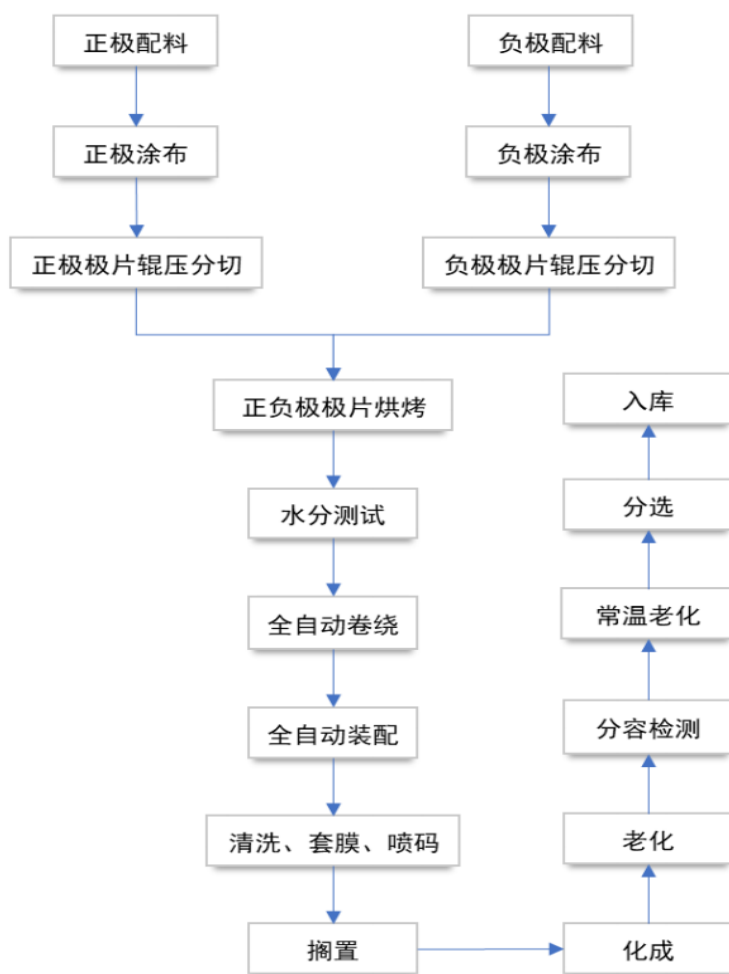 正极配料
负极配料
正极涂布
负极涂布
正极极片辊压分切
负极极片辊压分切
正负极极片烘烤
水分测试
全自动卷绕
全自动装配
清洗、套膜、喷码
搁置
化成
老化
分容检测
常温老化
分选
入库